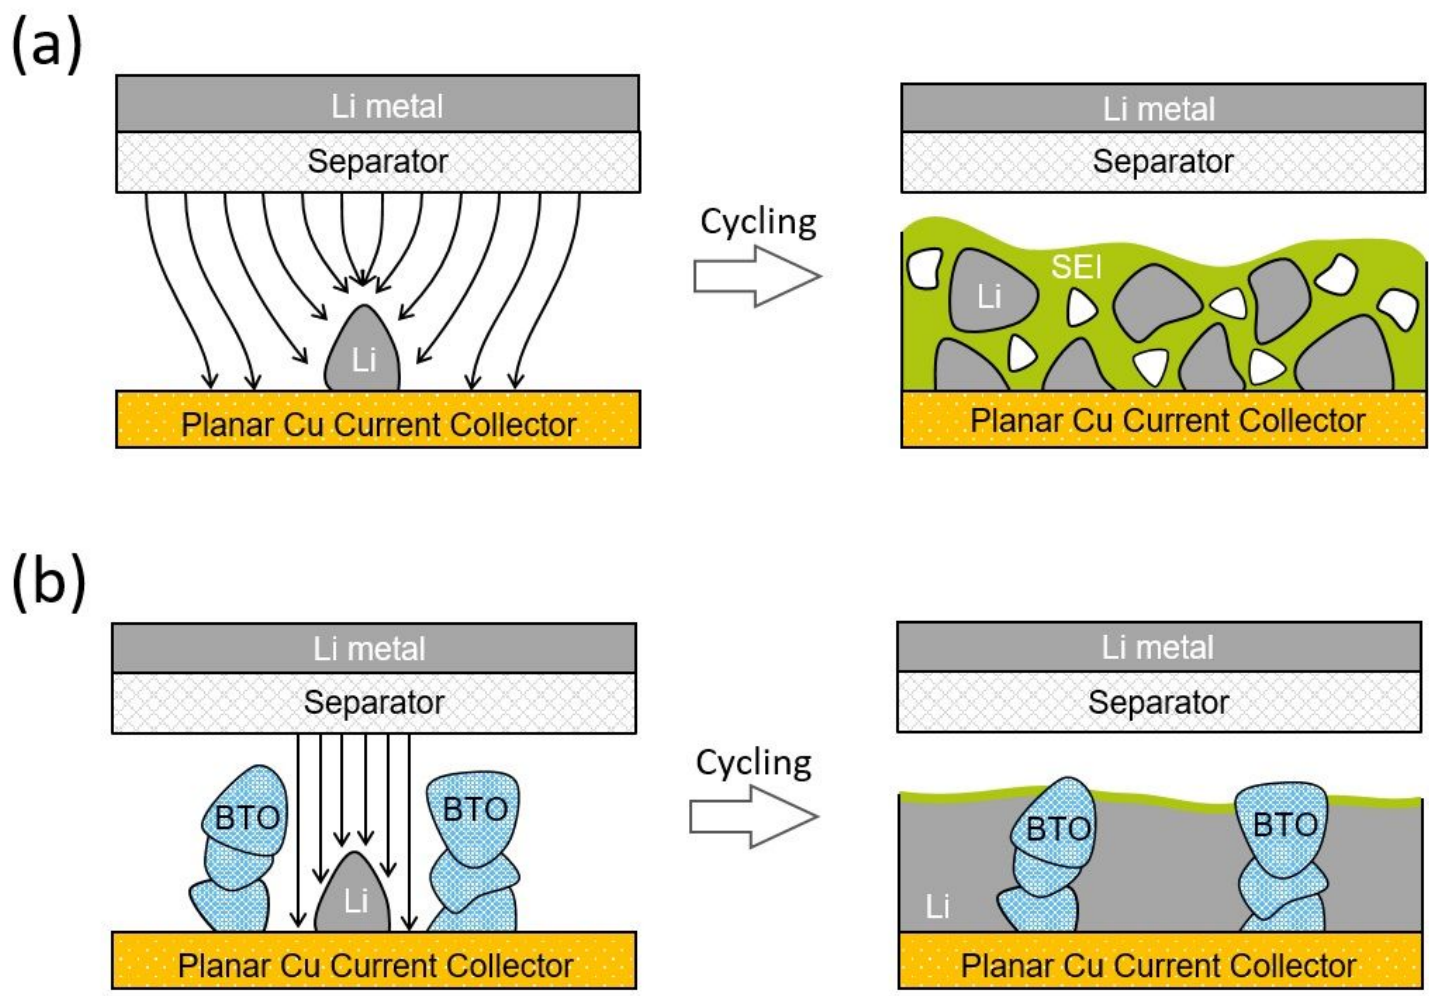 (a)
Li metal
Separator
Li
Planar Cu Current Collector
Cycling
Li metal
Separator
SEI
Li
Planar Cu Current Collector
(b)
Li metal
Separator
BTO
BTO
Li
Planar Cu Current Collector
Cycling
Li metal
Separator
BTO
BTO
Li
Planar Cu Current Collector